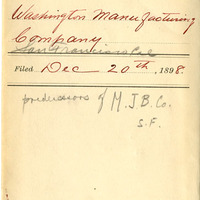 Washington Manufacturing
Company
San Francisco Cal
Filed Dec 20th, 1898.
predecessors of M.J.B. Co.
S.F.